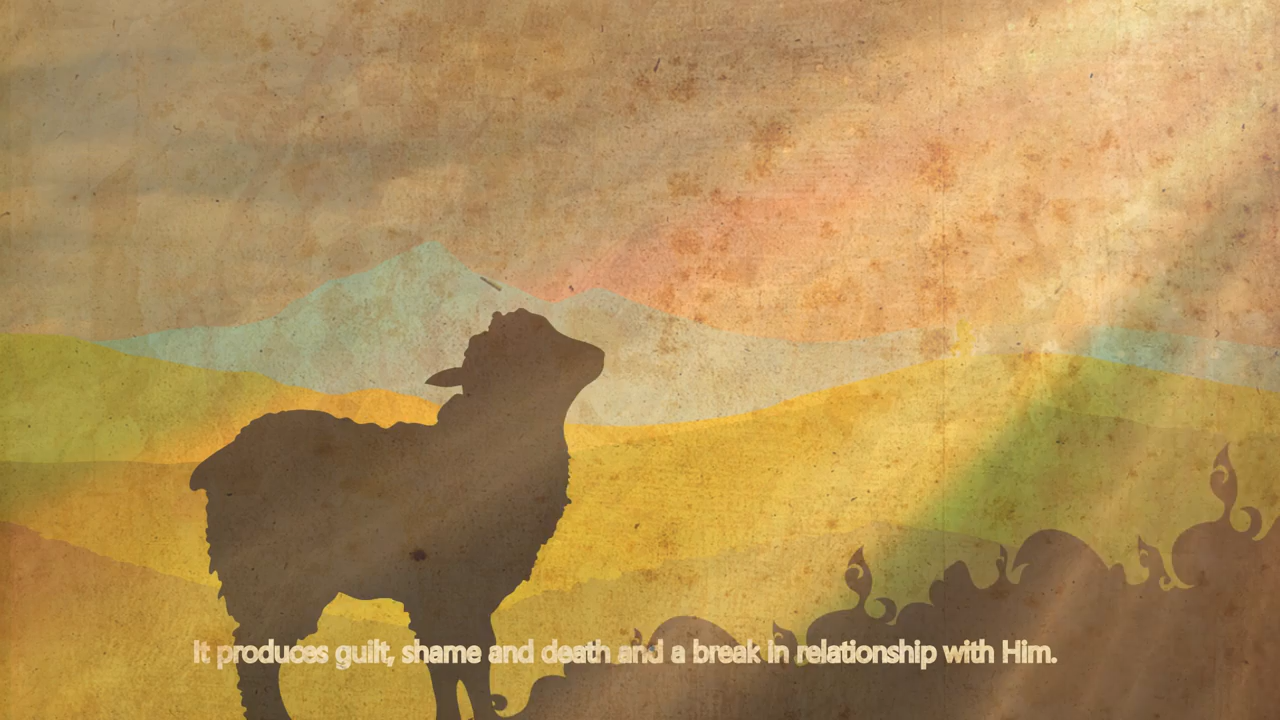 It produces guilt, shame and death and a break in relationship with Him.